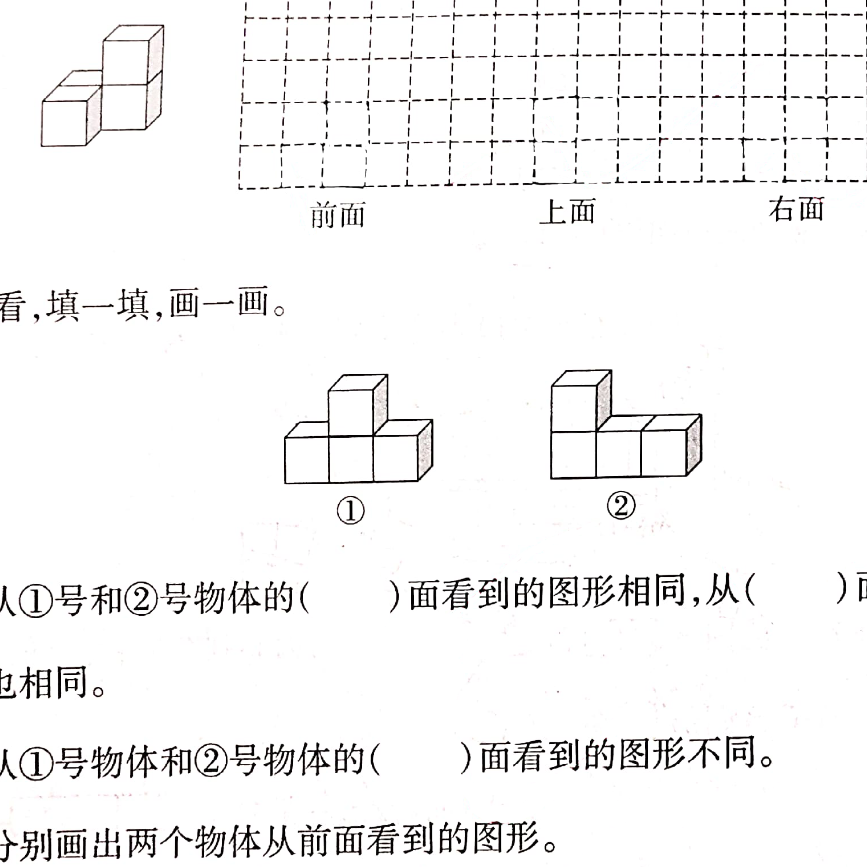 前面 上面 右面
看,填一填,画一画。
① ②
从①号和②号物体的( )面看到的图形相同,从( )面
也相同。
从①号物体和②号物体的( )面看到的图形不同。
分别画出两个物体从前面看到的图形。